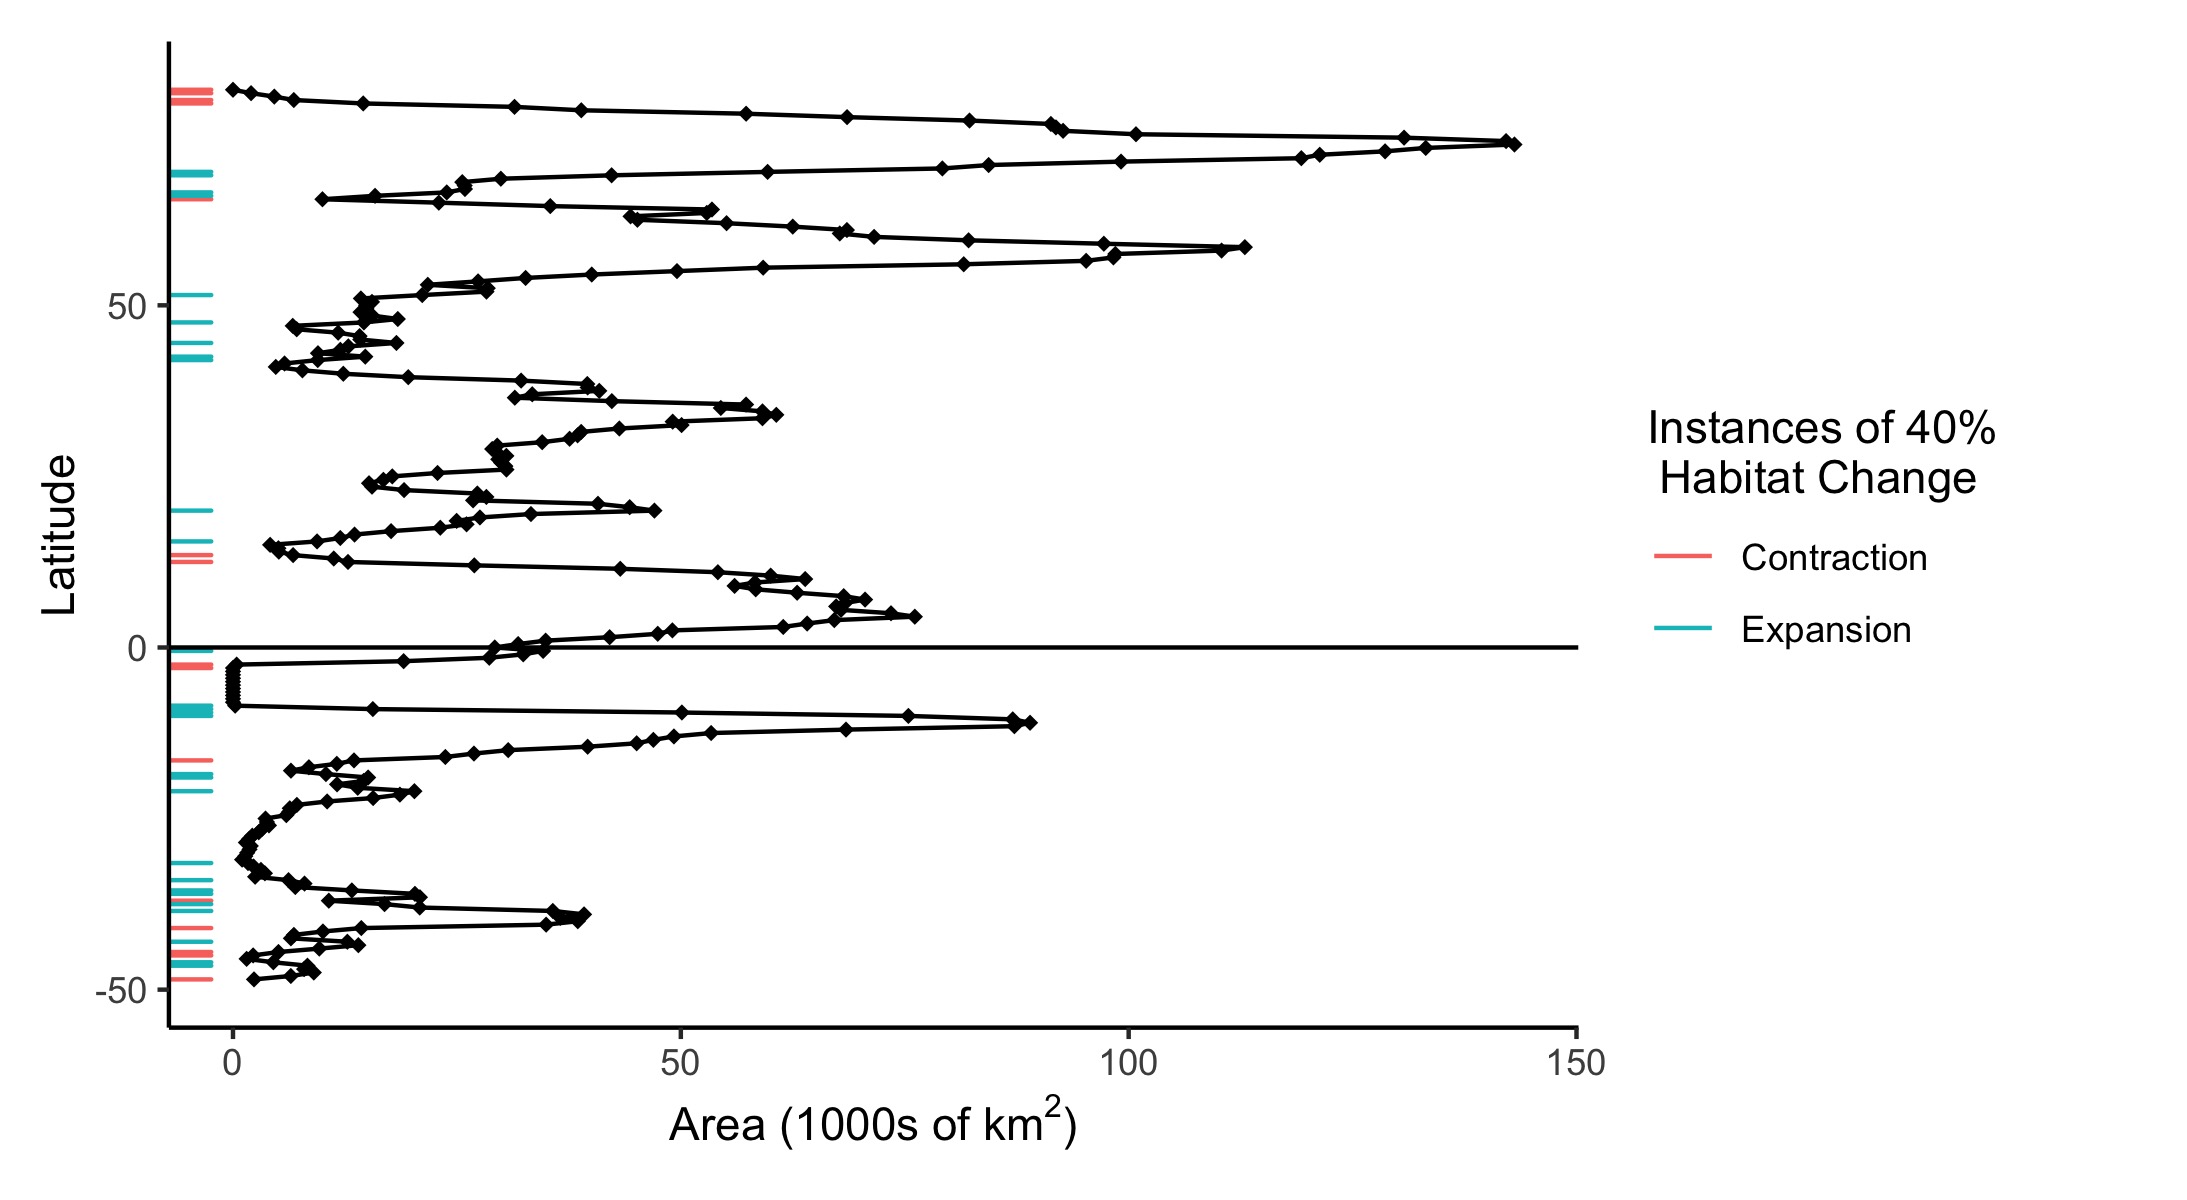 Latitude
50
0
-50
0
50
100
150
Area (1000s of km²)
Instances of 40%
Habitat Change
Contraction
Expansion